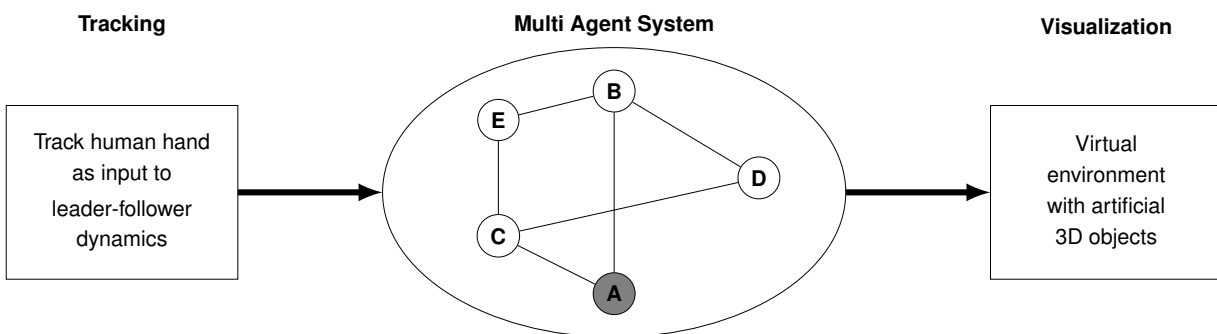 Tracking
Multi Agent System
Visualization
Track human hand
as input to
leader-follower
dynamics
B
E
D
C
A
Virtual
environment
with artificial
3D objects